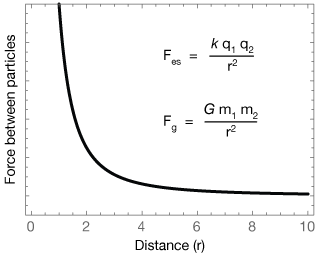 Force between particles
F_es = k q_1 q_2 / r^2
F_g = G m_1 m_2 / r^2
0 2 4 6 8 10
Distance (r)